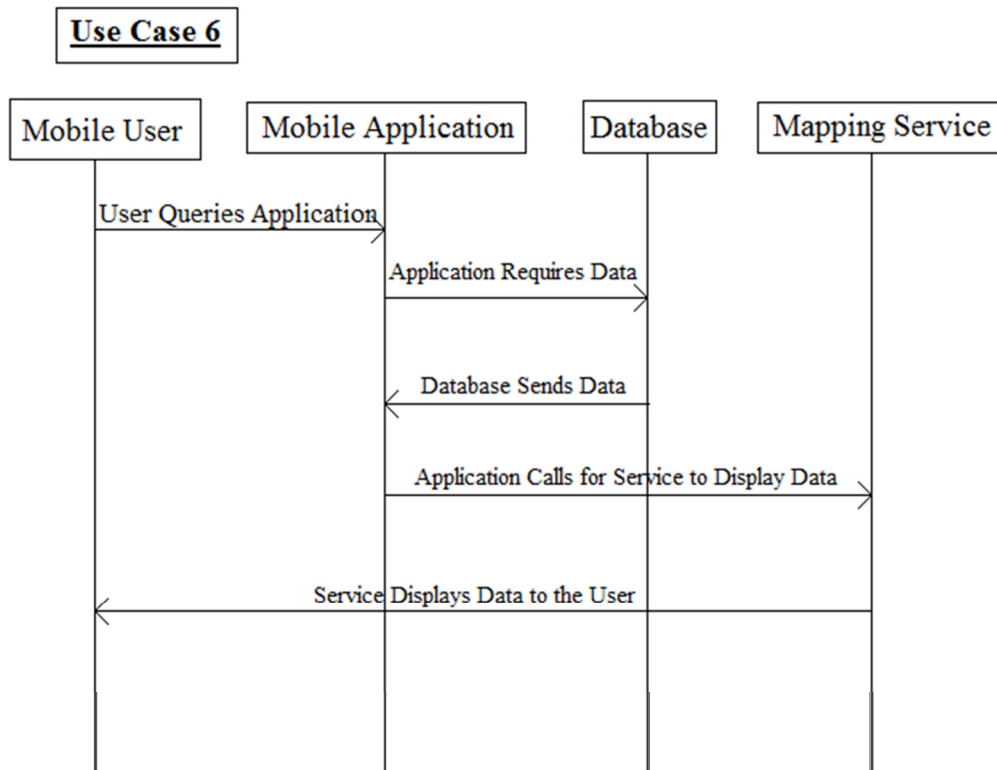 Use Case 6
Mobile User
Mobile Application
Database
Mapping Service
User Queries Application
Application Requires Data
Database Sends Data
Application Calls for Service to Display Data
Service Displays Data to the User